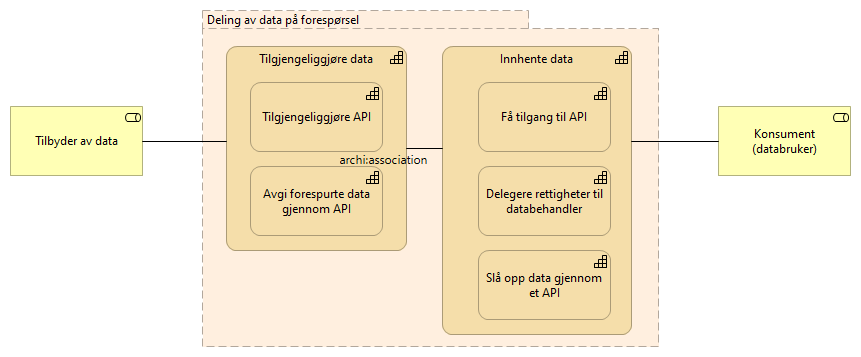 Deling av data på forespørsel
Tilbyder av data
Tilgjengeliggjøre data
Tilgjengeliggjøre API
Avgi forespurte data
gjennom API
archi:association
Innhente data
Få tilgang til API
Delegere rettigheter til
databehandler
Slå opp data gjennom
et API
Konsument
(databruker)